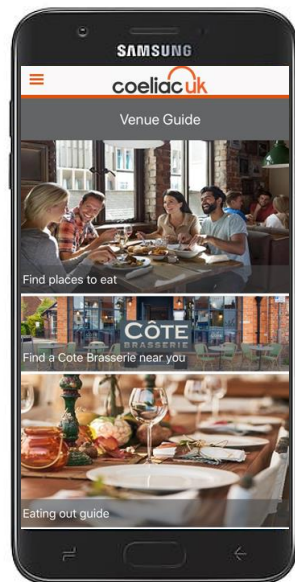 SAMSUNG
coeliac uk
Venue Guide
Find places to eat
CÔTE
BRASSERIE
Find a Cote Brasserie near you
Eating out guide